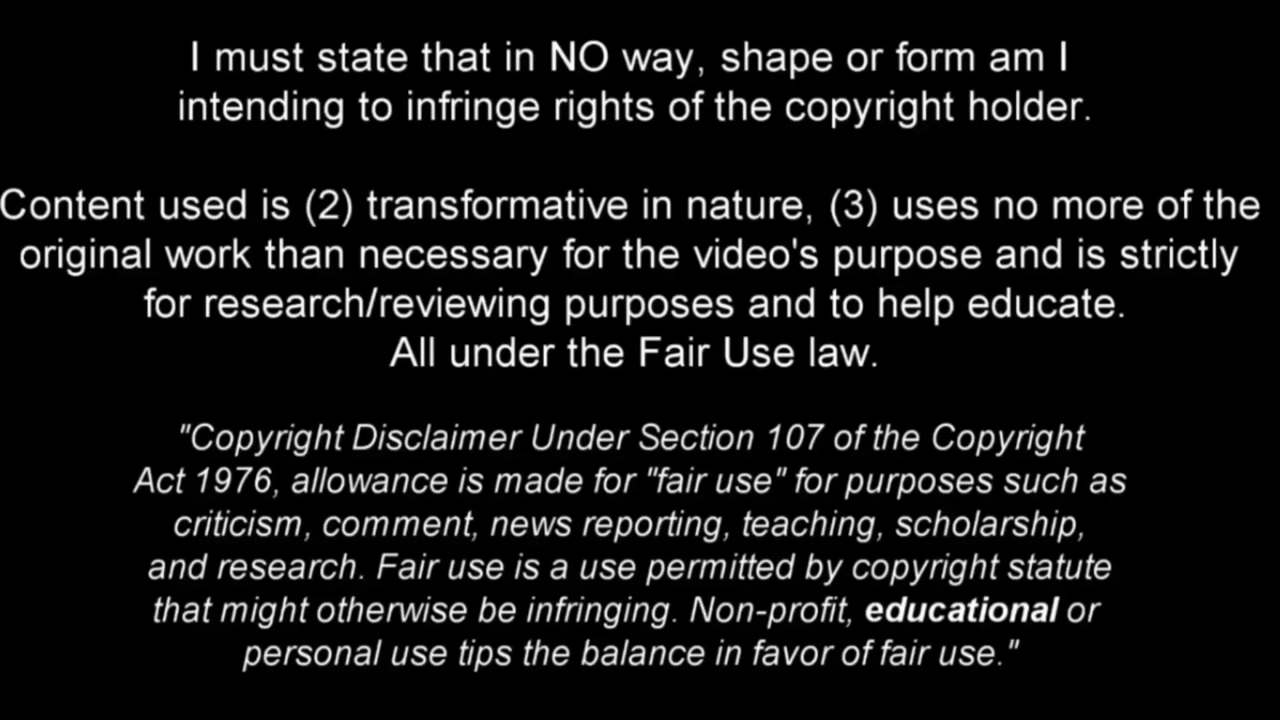 I must state that in NO way, shape or form am I
intending to infringe rights of the copyright holder.
Content used is (2) transformative in nature, (3) uses no more of the
original work than necessary for the video's purpose and is strictly
for research/reviewing purposes and to help educate.
All under the Fair Use law.
"Copyright Disclaimer Under Section 107 of the Copyright
Act 1976, allowance is made for "fair use" for purposes such as
criticism, comment, news reporting, teaching, scholarship,
and research. Fair use is a use permitted by copyright statute
that might otherwise be infringing. Non-profit, educational or
personal use tips the balance in favor of fair use."